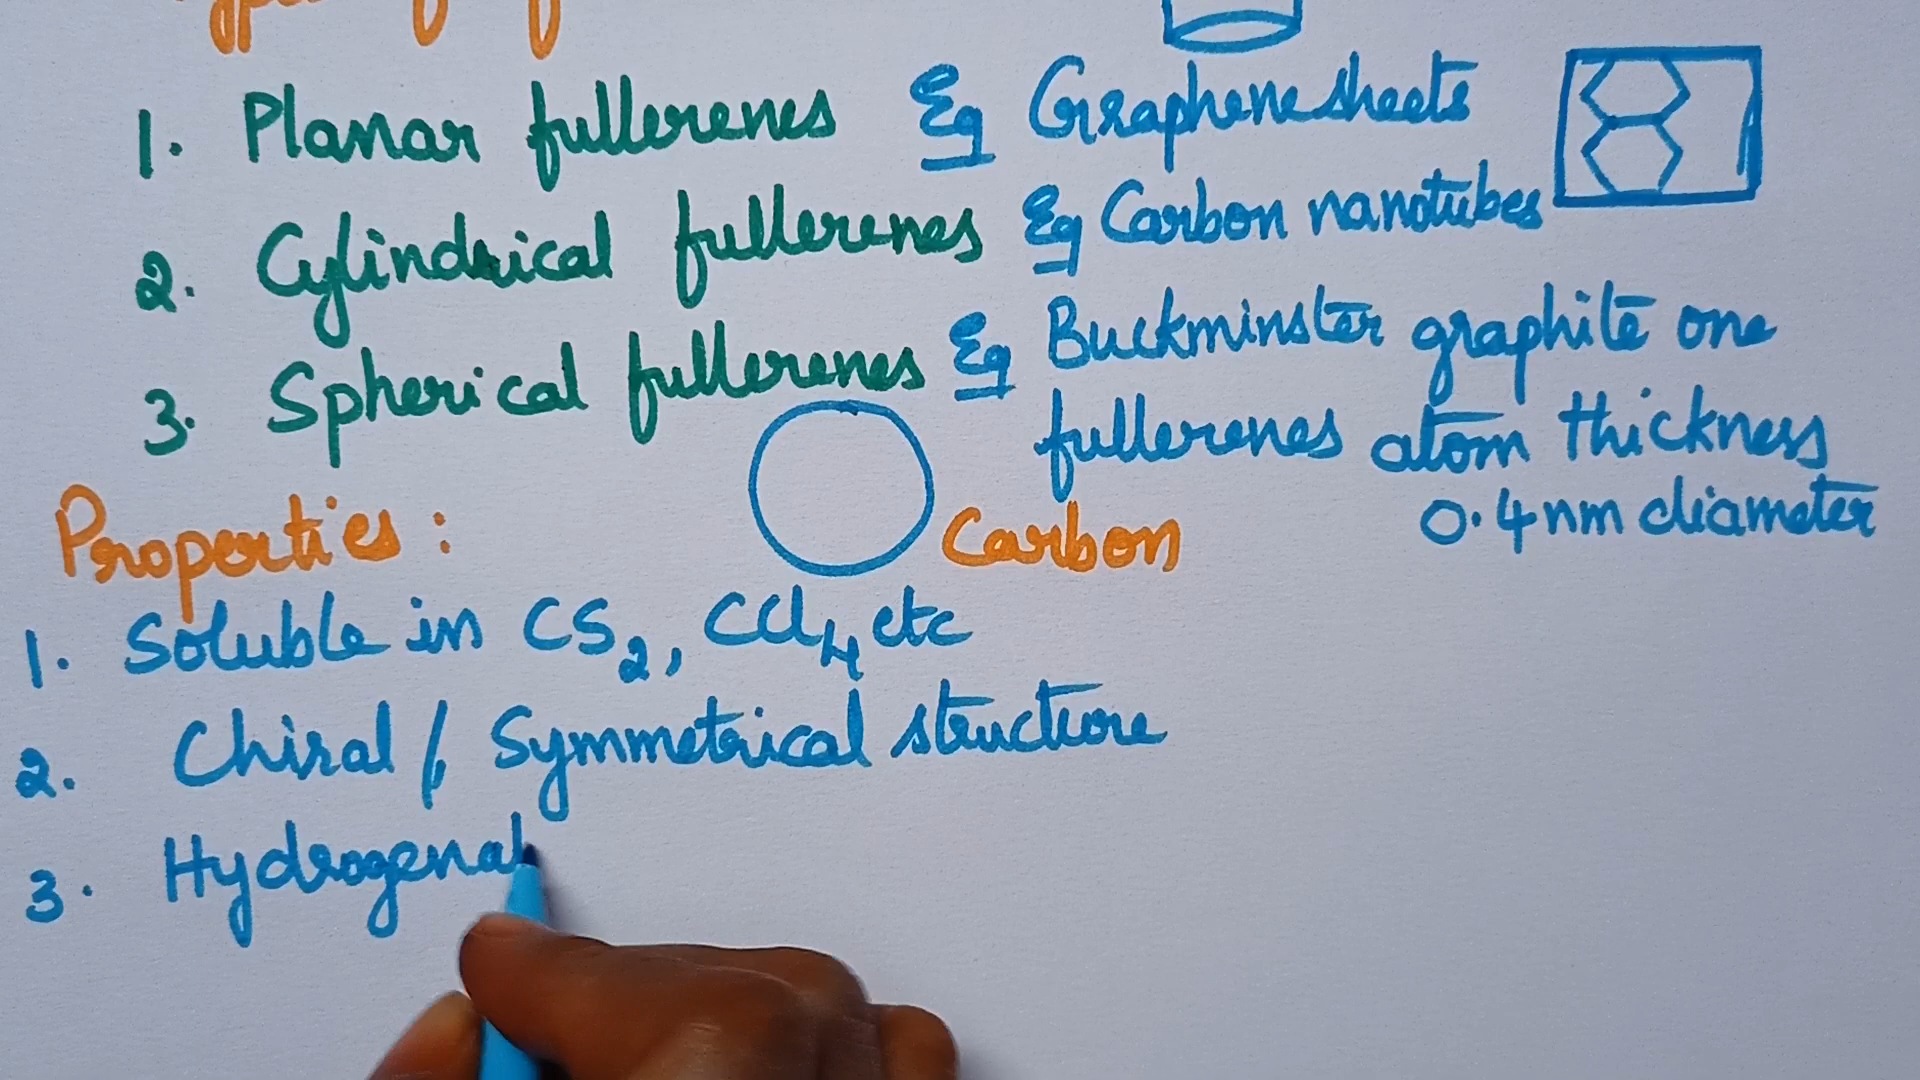 1. Planar fullerenes Eg Graphene sheets
2. Cylindrical fullerenes Eg Carbon nanotubes
3. Spherical fullerenes Eg Buckminster graphite one
fullerenes atom thickness
0.4nm diameter
Properties: Carbon
1. Soluble in CS2, CCl4 etc
2. Chiral / Symmetrical structure
3. Hydrogenat